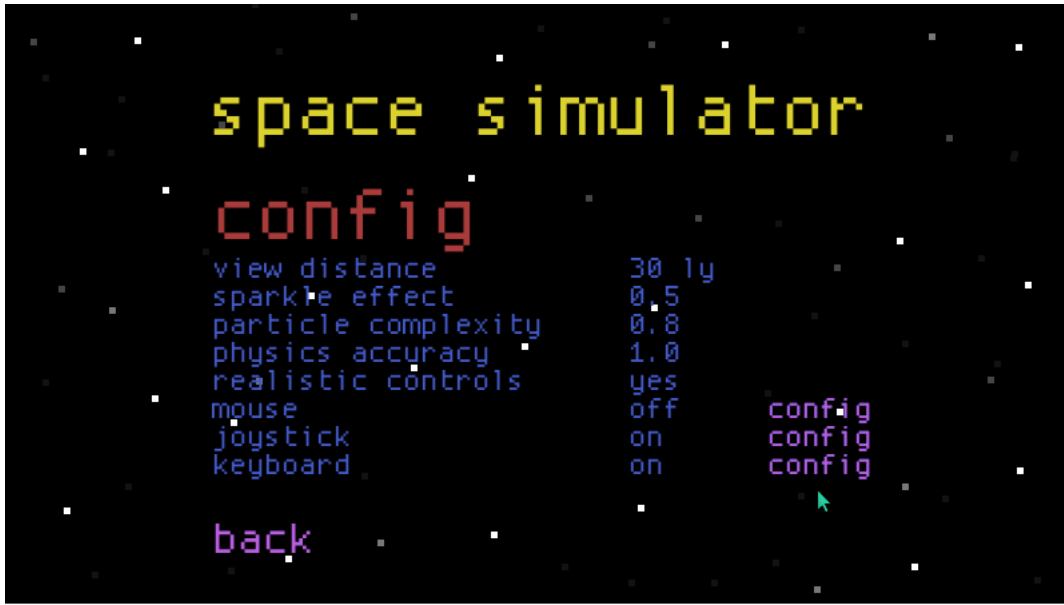 space simulator
config
view distance 30 ly
sparkle effect 0.5
particle complexity 0.8
physics accuracy 1.0
realistic controls yes
mouse off config
joystick on config
keyboard on config
back